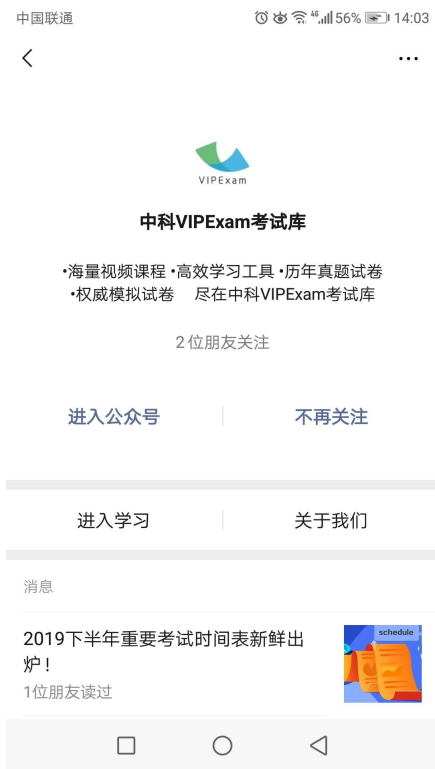 中国联通 4G 56% 14:03
VIPExam
中科VIPExam考试库
•海量视频课程 •高效学习工具 •历年真题试卷
•权威模拟试卷 尽在中科VIPExam考试库
2位朋友关注
进入公众号 不再关注
进入学习 关于我们
消息
2019下半年重要考试时间表新鲜出
炉!
schedule
1位朋友读过